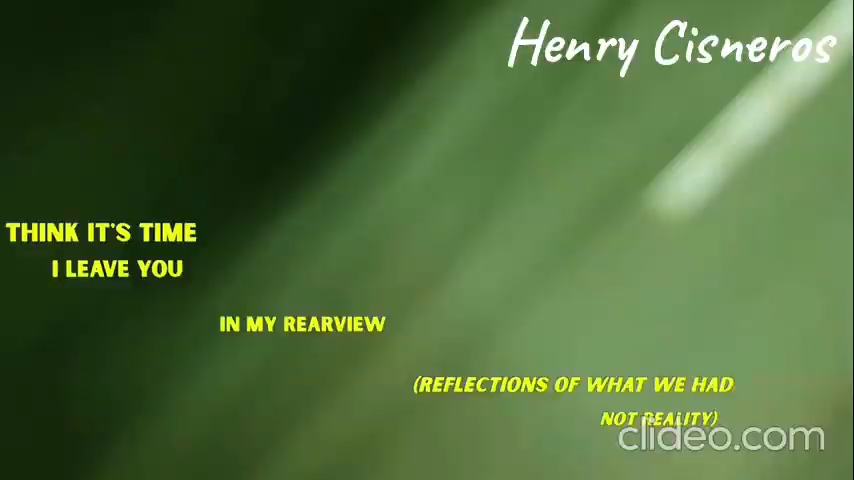 Henry Cisneros
THINK IT'S TIME
I LEAVE YOU
IN MY REARVIEW
(REFLECTIONS OF WHAT WE HAD
NOT REALITY)
clideo.com